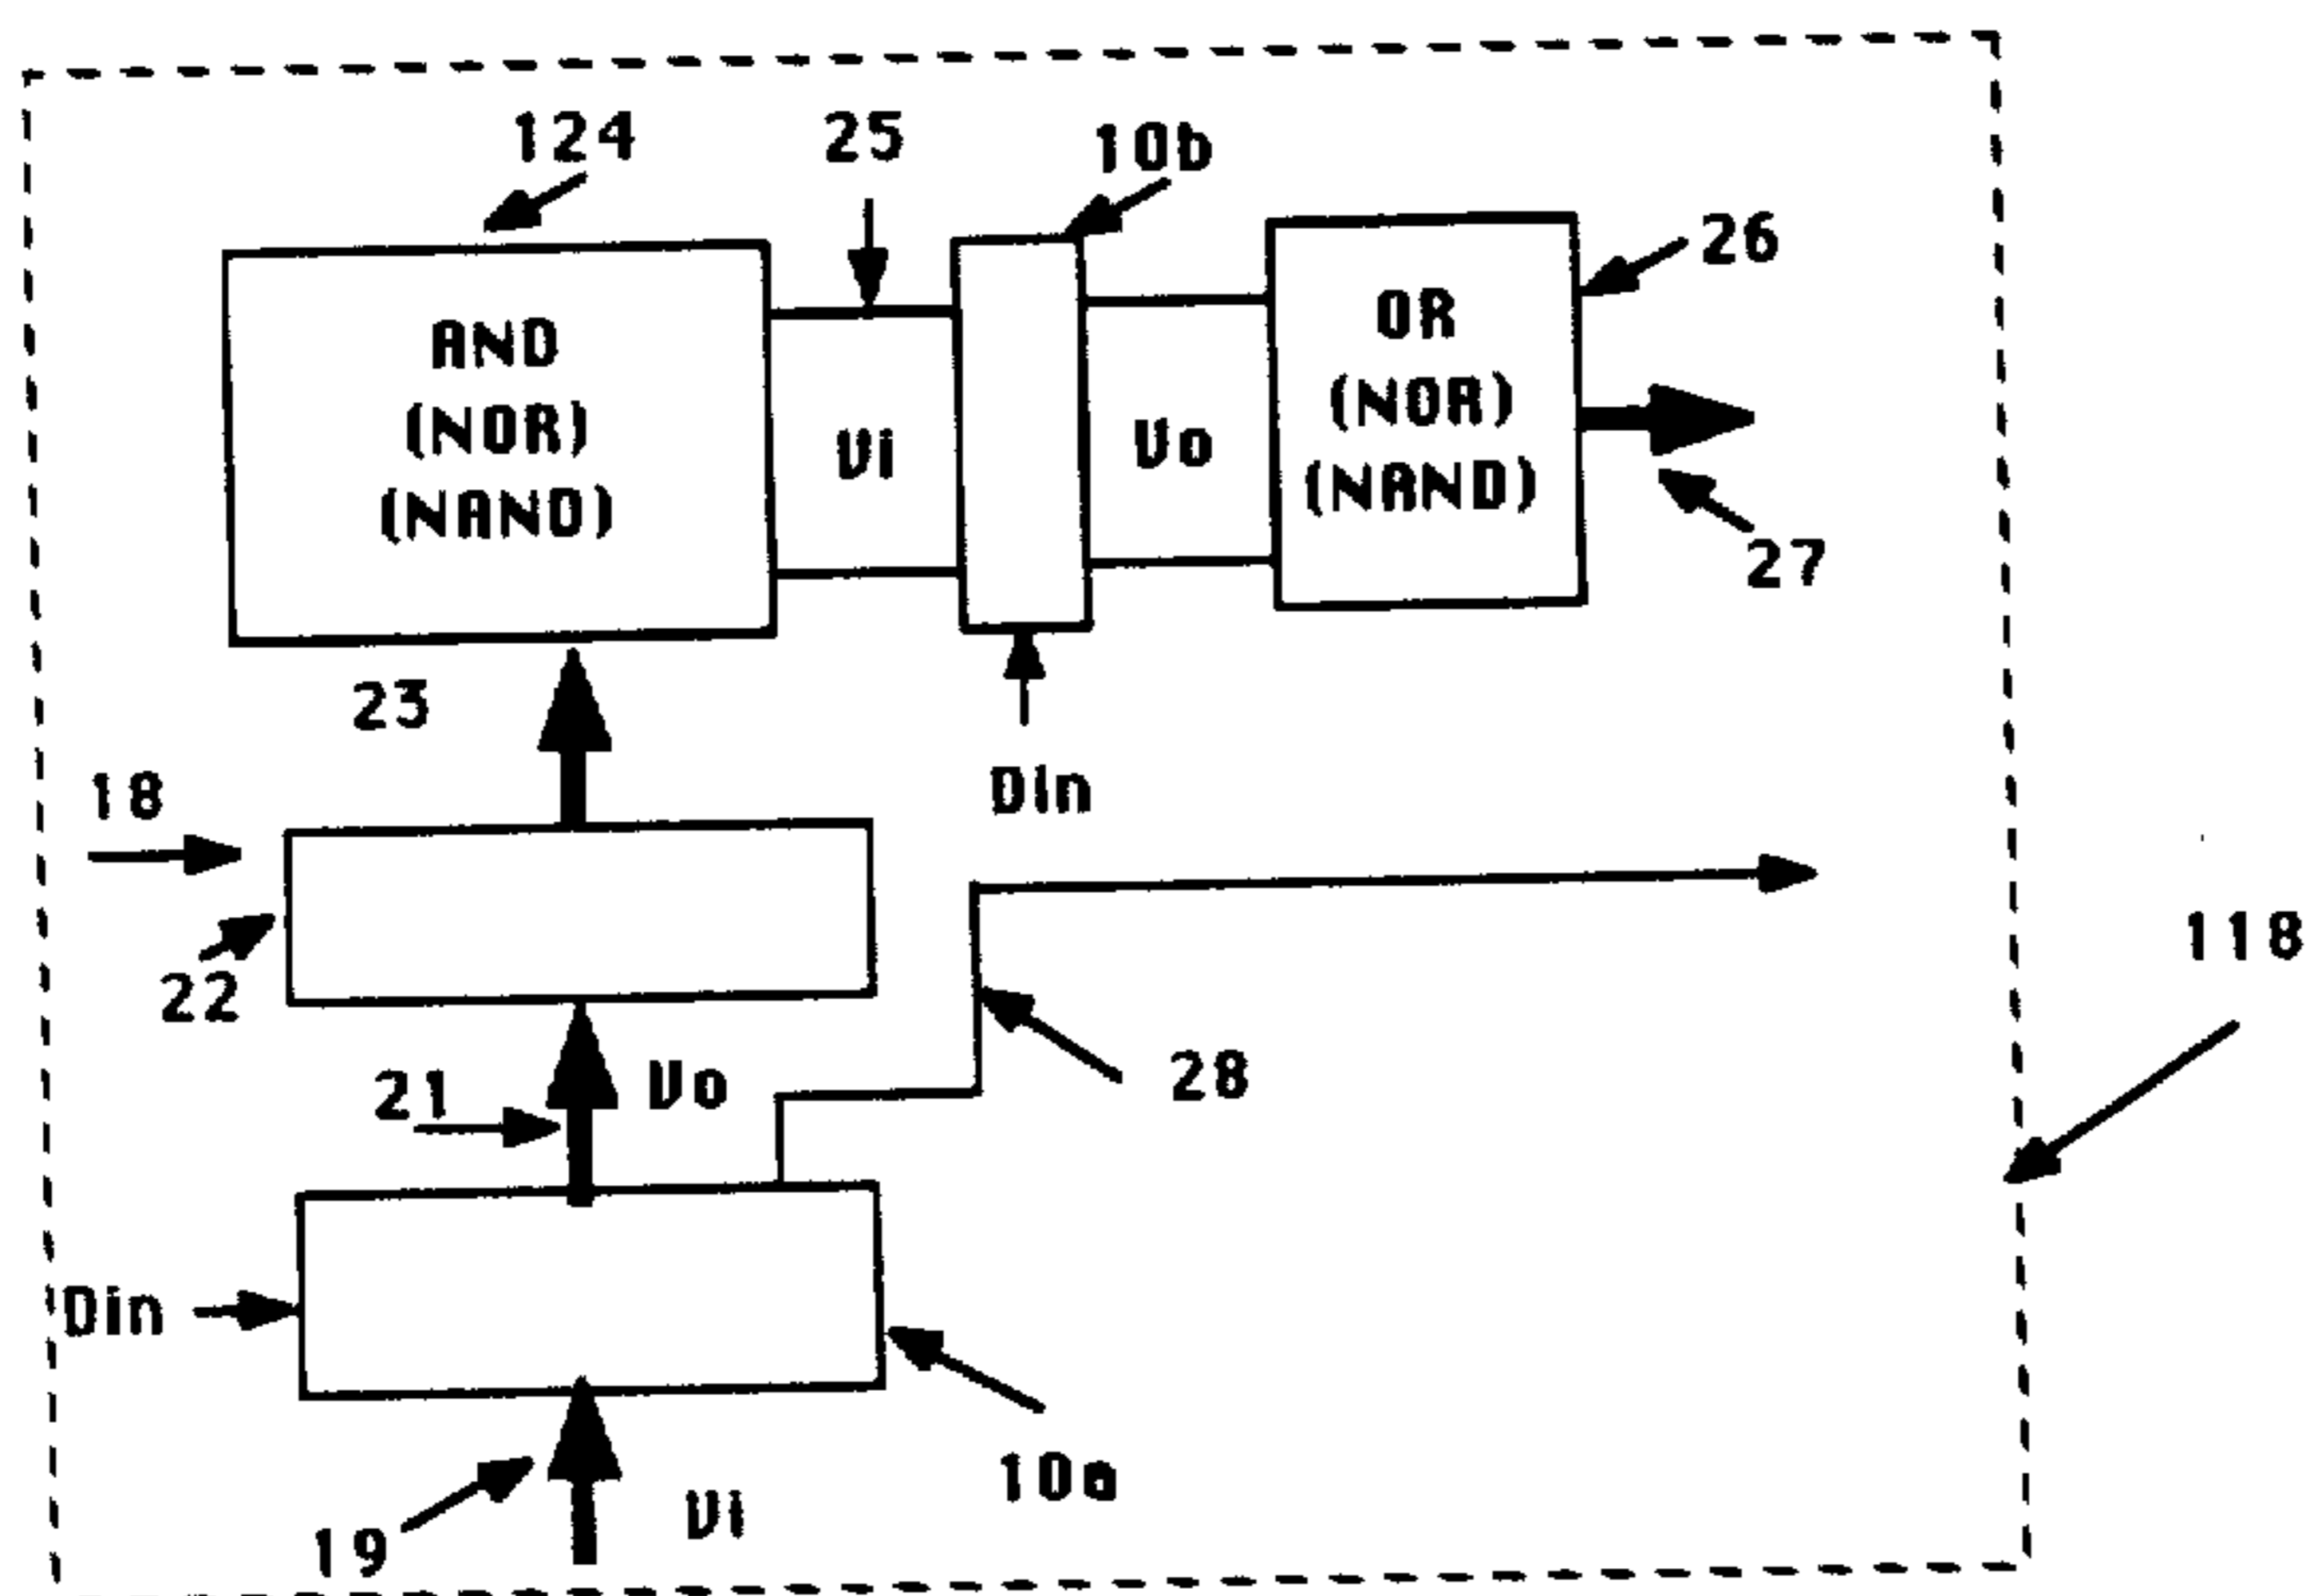 124
25
10b
26
AND
(NOR)
(NAND)
Vi
Vo
OR
(NOR)
(NAND)
27
23
18
Din
118
22
28
21
Vo
Din
10a
19
Vi